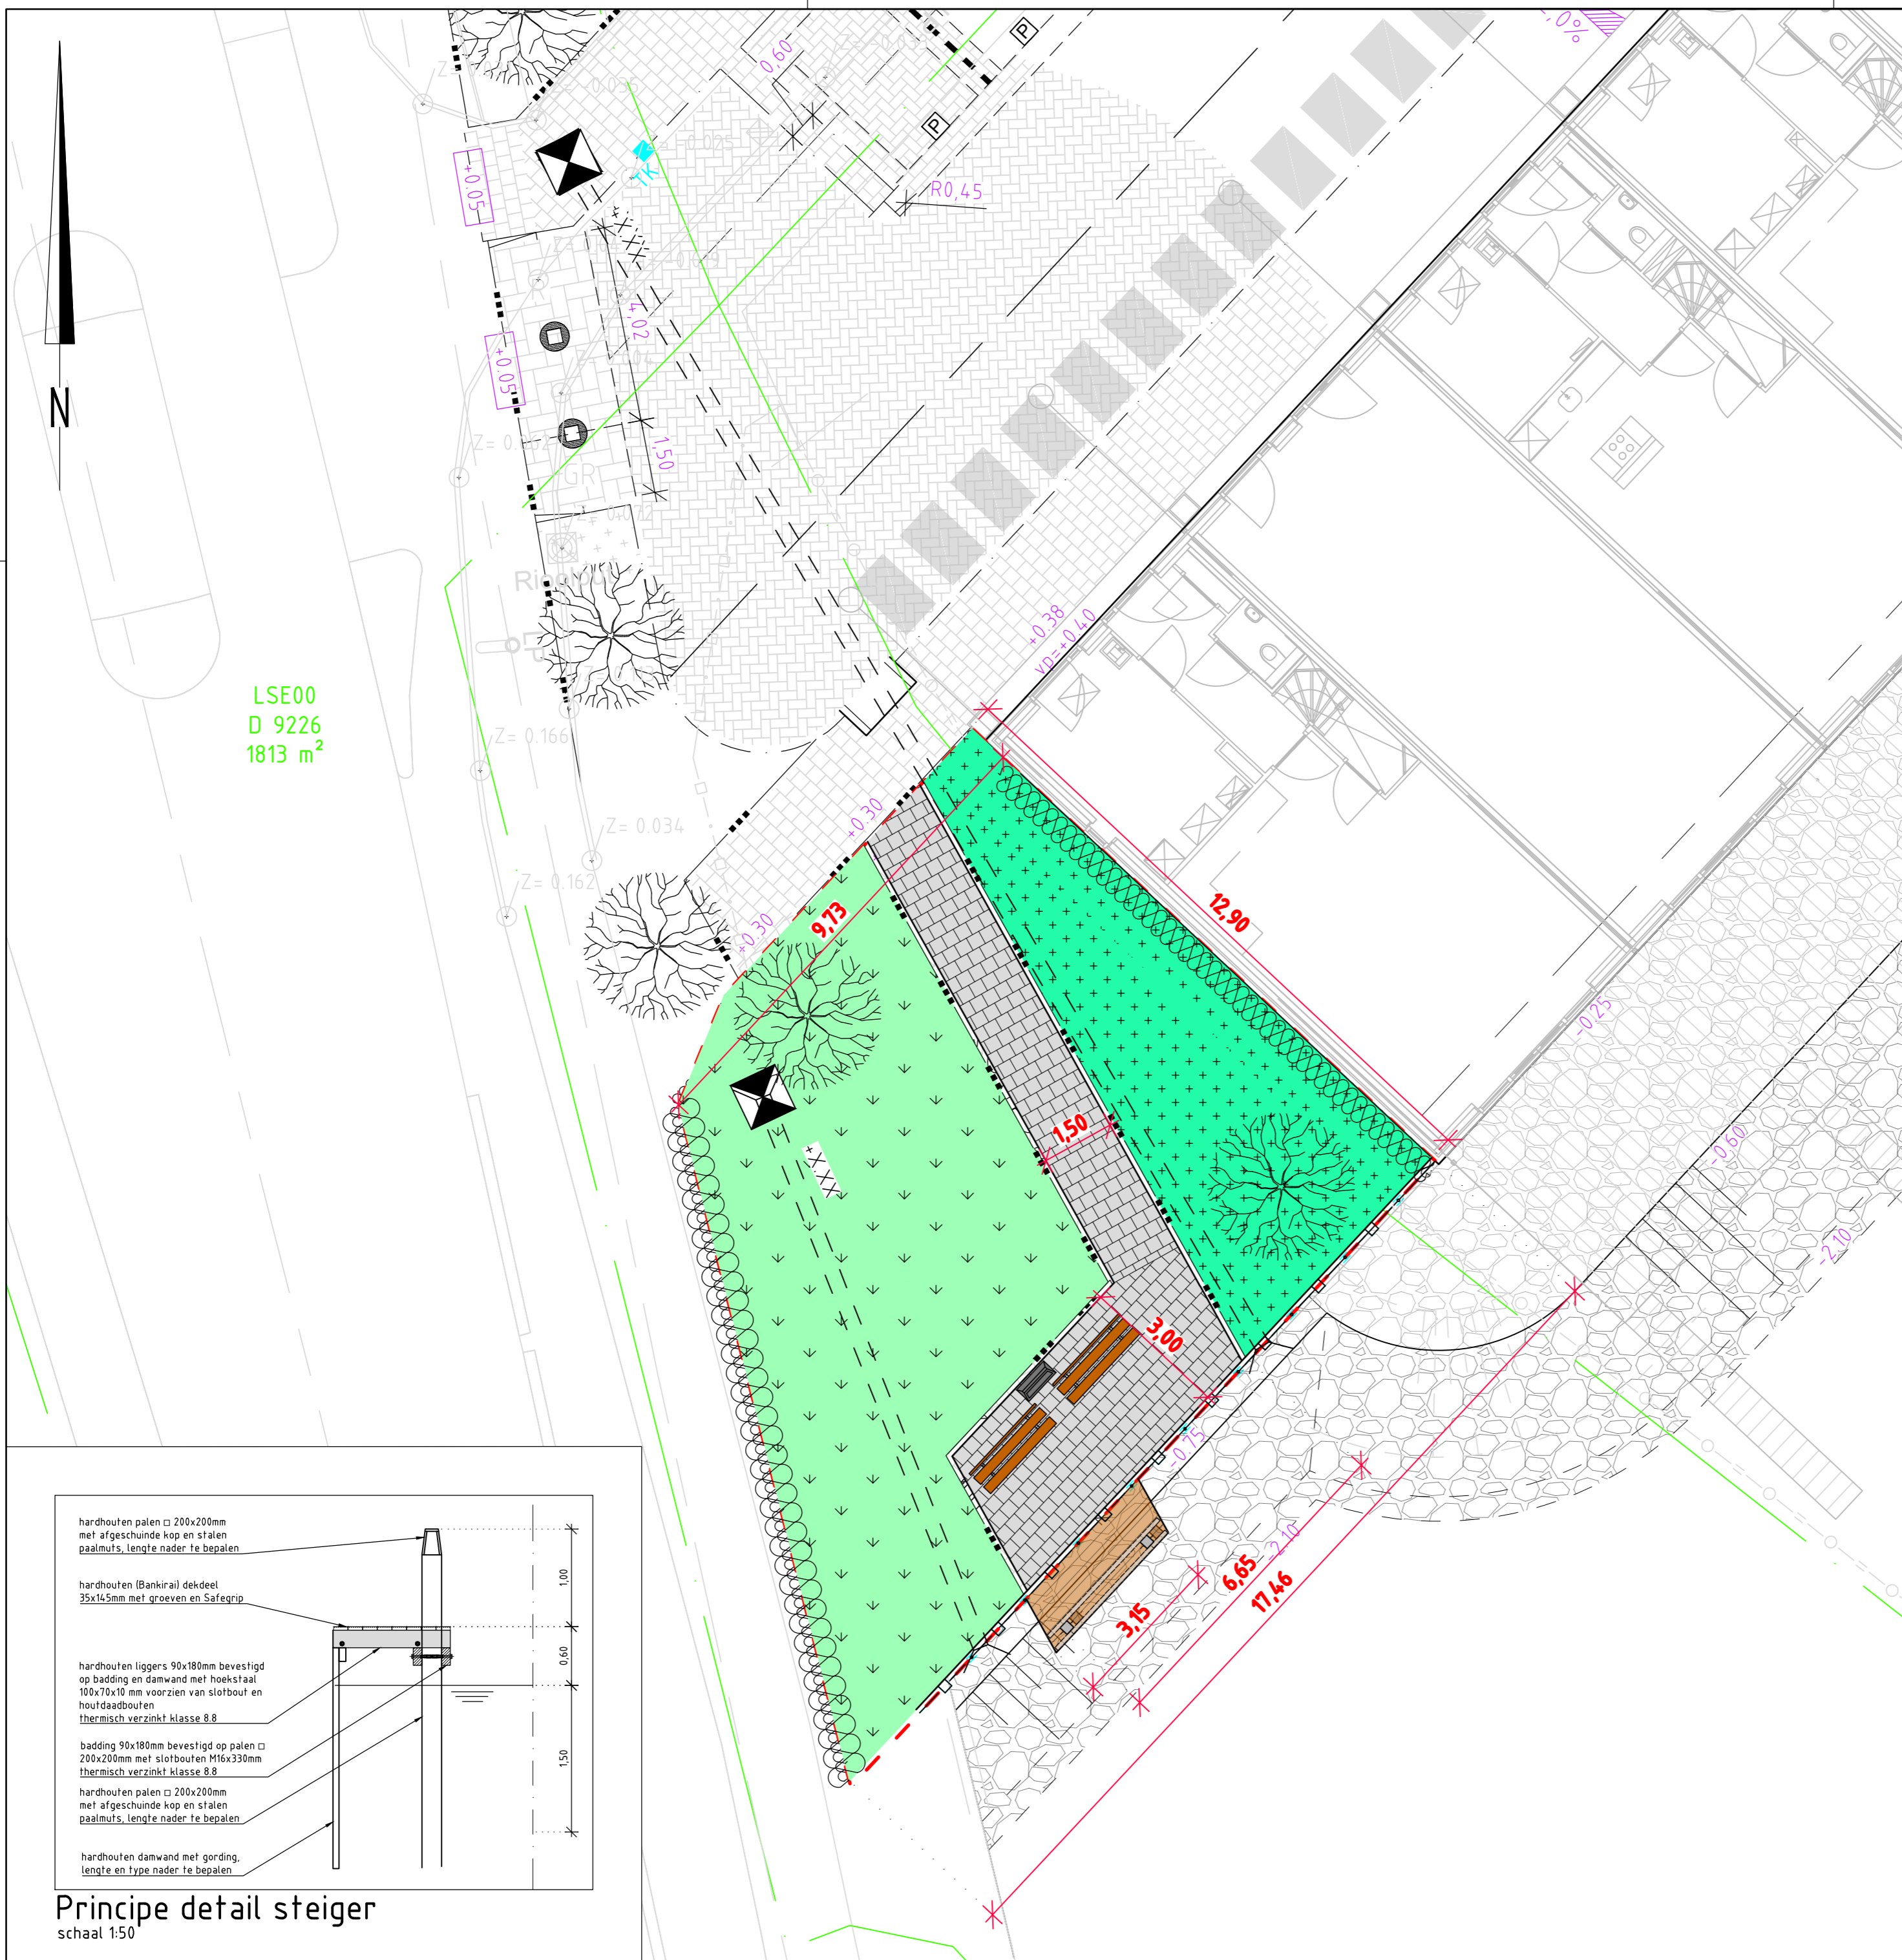 -,0%
0,60
P
P
TK
+0.05
R0,45
4,02
+0.05
N
1,50
Z= 0.062
GR
Z= 0.072
+0.38
VP=+0.40
LSE00
D 9226
1813 m²
Z= 0.166
Z= 0.034
+0.30
Z= 0.162
+0.30
9,73
12,90
-0.25
1,50
-0.60
-2.10
3,00
-0.75
-2.10
6,65
17,46
3,15
hardhouten palen □ 200x200mm
met afgeschuinde kop en stalen
paalmuts, lengte nader te bepalen
1,00
hardhouten (Bankirai) dekdeel
35x145mm met groeven en Safegrip
0,60
hardhouten liggers 90x180mm bevestigd
op badding en damwand met hoekstaal
100x70x10 mm voorzien van slotbout en
houtdaadbouten
thermisch verzinkt klasse 8.8
1,50
badding 90x180mm bevestigd op palen □
200x200mm met slotbouten M16x330mm
thermisch verzinkt klasse 8.8
hardhouten palen □ 200x200mm
met afgeschuinde kop en stalen
paalmuts, lengte nader te bepalen
hardhouten damwand met gording,
lengte en type nader te bepalen
Principe detail steiger
schaal 1:50